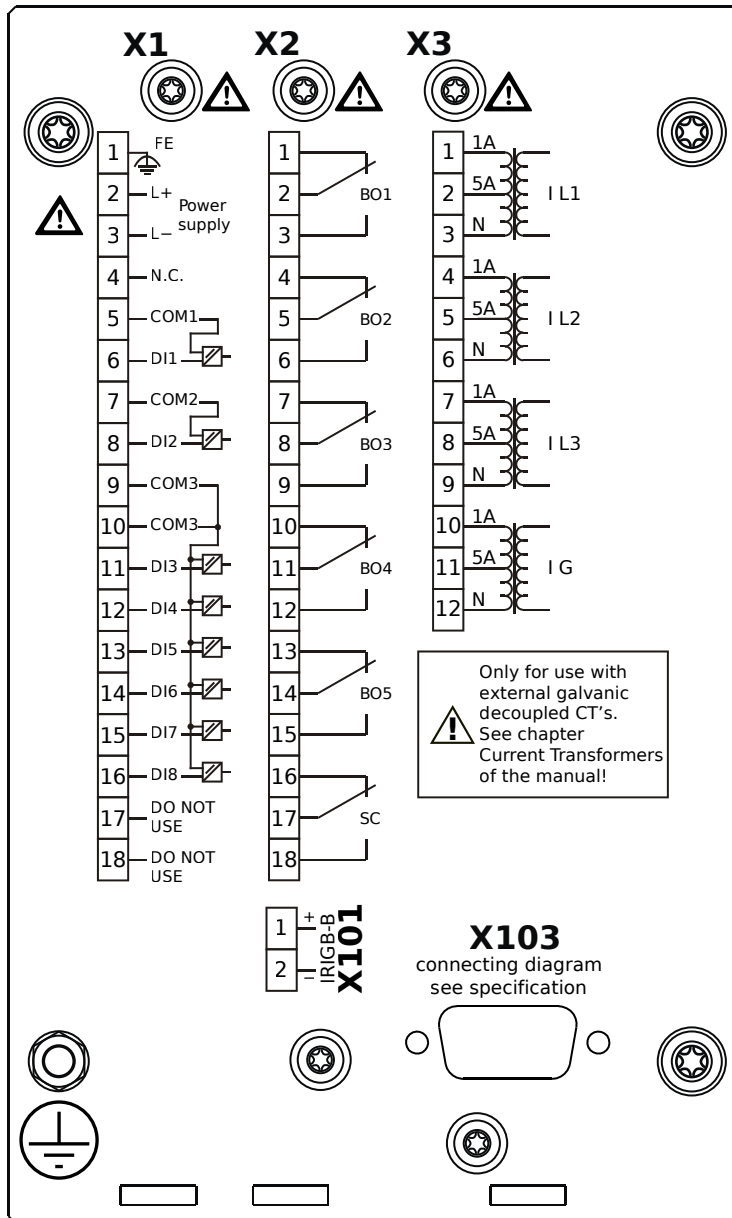 X1
1 FE
2 L+ Power
supply
3 L−
4 N.C.
5 COM1
6 DI1
7 COM2
8 DI2
9 COM3
10 COM3
11 DI3
12 DI4
13 DI5
14 DI6
15 DI7
16 DI8
17 DO NOT
USE
18 DO NOT
USE
X2
1
2 BO1
3
4
5 BO2
6
7
8 BO3
9
10
11 BO4
12
13
14 BO5
15
16
17 SC
18
X3
1 1A
2 5A I L1
3 N
4 1A
5 5A I L2
6 N
7 1A
8 5A I L3
9 N
10 1A
11 5A I G
12 N
! Only for use with
external galvanic
decoupled CT's.
See chapter
Current Transformers
of the manual!
1 +
2 −
IRIGB-B
X101
X103
connecting diagram
see specification